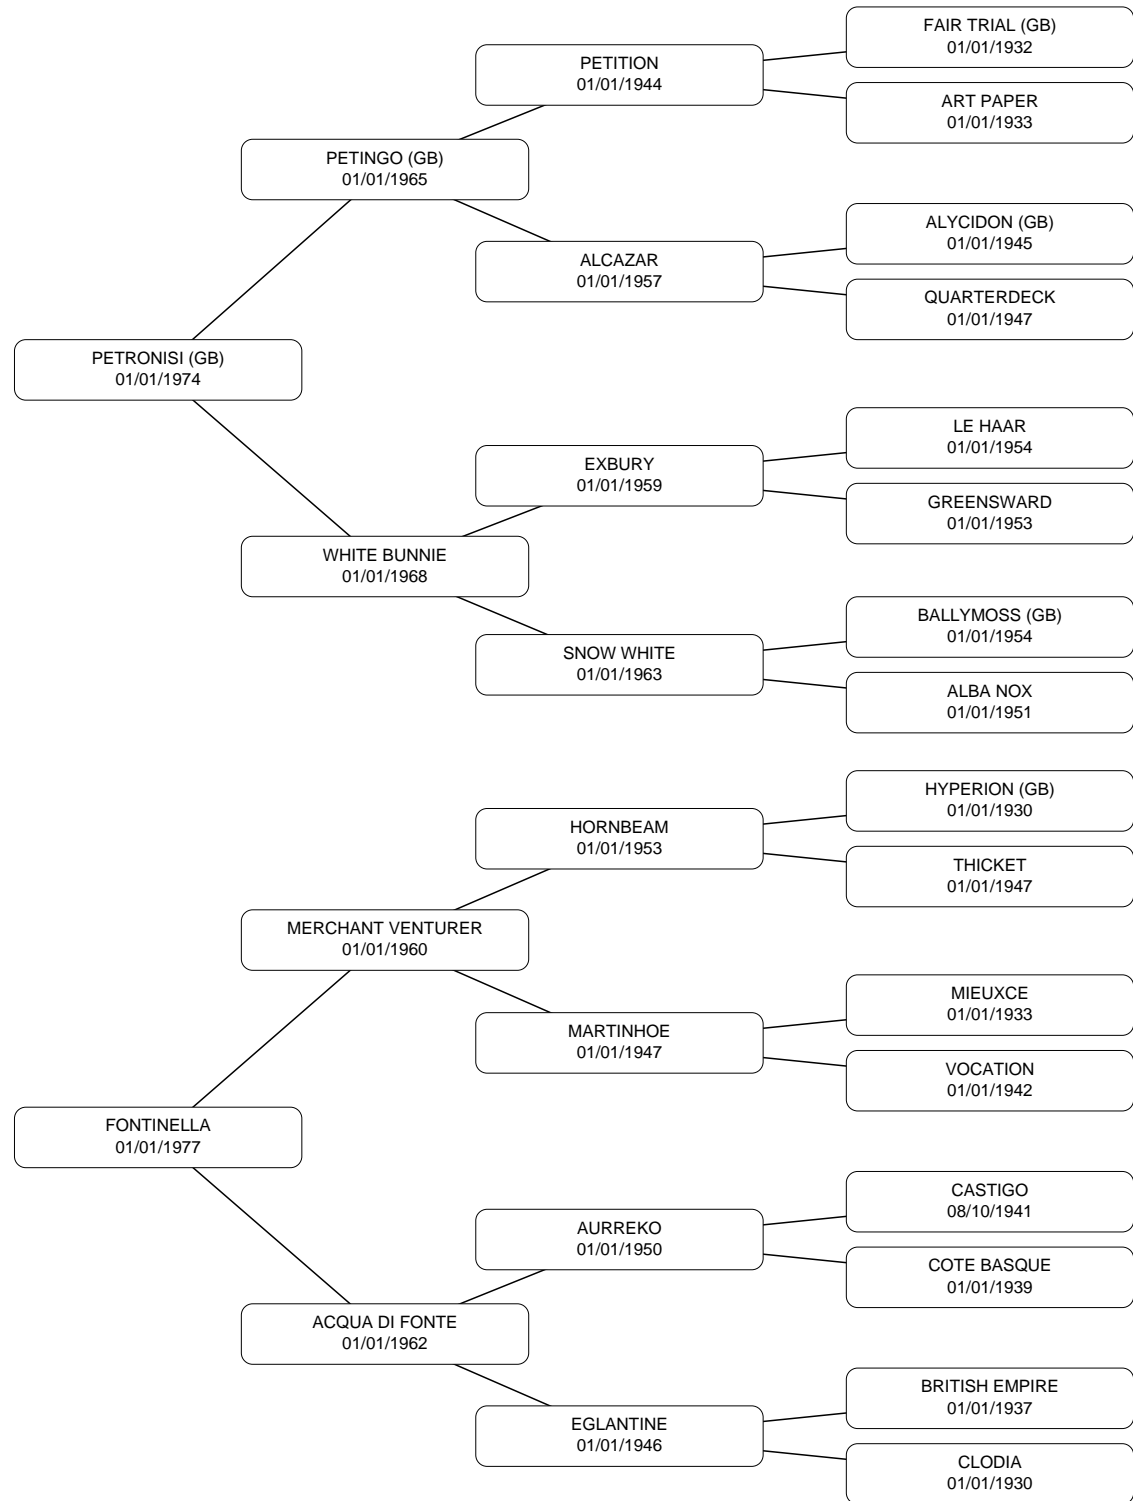 FAIR TRIAL (GB)
01/01/1932
PETITION
01/01/1944
ART PAPER
01/01/1933
PETINGO (GB)
01/01/1965
ALYCIDON (GB)
01/01/1945
ALCAZAR
01/01/1957
QUARTERDECK
01/01/1947
PETRONISI (GB)
01/01/1974
LE HAAR
01/01/1954
EXBURY
01/01/1959
GREENSWARD
01/01/1953
WHITE BUNNIE
01/01/1968
BALLYMOSS (GB)
01/01/1954
SNOW WHITE
01/01/1963
ALBA NOX
01/01/1951
HYPERION (GB)
01/01/1930
HORNBEAM
01/01/1953
THICKET
01/01/1947
MERCHANT VENTURER
01/01/1960
MIEUXCE
01/01/1933
MARTINHOE
01/01/1947
VOCATION
01/01/1942
FONTINELLA
01/01/1977
CASTIGO
08/10/1941
AURREKO
01/01/1950
COTE BASQUE
01/01/1939
ACQUA DI FONTE
01/01/1962
BRITISH EMPIRE
01/01/1937
EGLANTINE
01/01/1946
CLODIA
01/01/1930